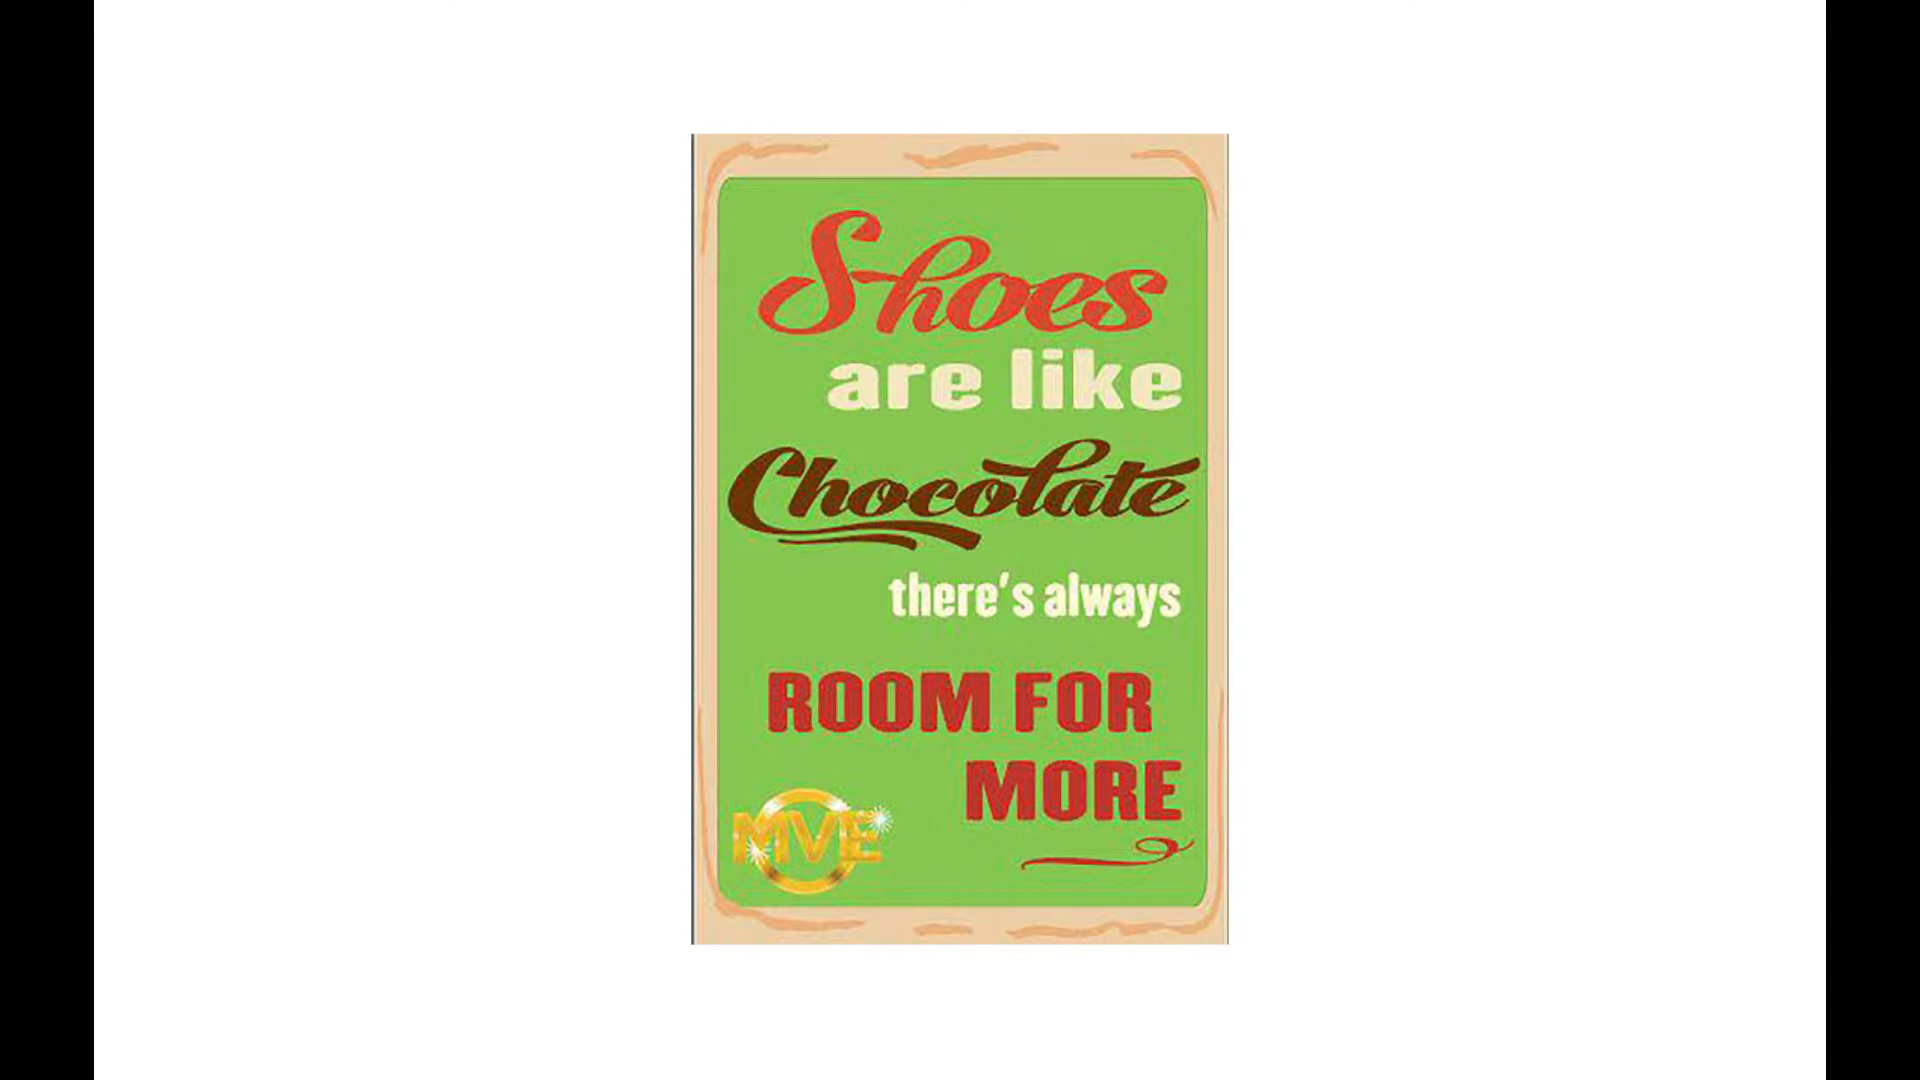 Shoes
are like
Chocolate
there's always
ROOM FOR
MORE
MVE